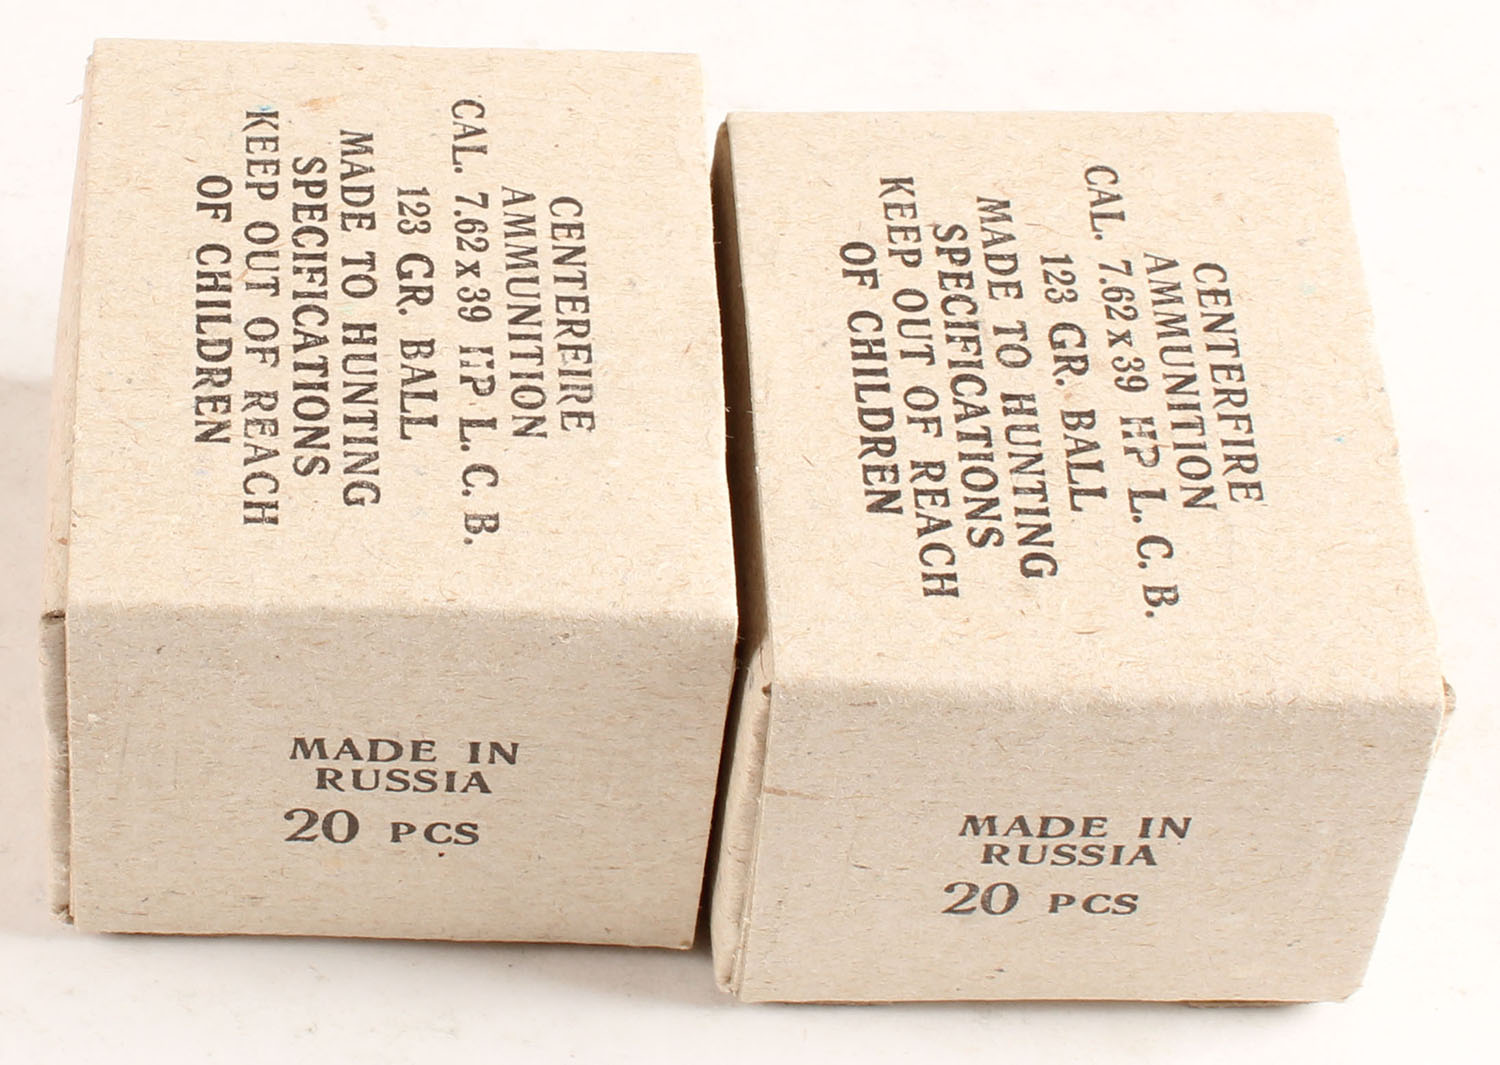 CENTERFIRE
AMMUNITION
CAL. 7.62x39 HP L.C.B.
123 GR. BALL
MADE TO HUNTING
SPECIFICATIONS
KEEP OUT OF REACH
OF CHILDREN
MADE IN
RUSSIA
20 PCS
CENTERFIRE
AMMUNITION
CAL. 7.62x39 HP L.C.B.
123 GR. BALL
MADE TO HUNTING
SPECIFICATIONS
KEEP OUT OF REACH
OF CHILDREN
MADE IN
RUSSIA
20 PCS